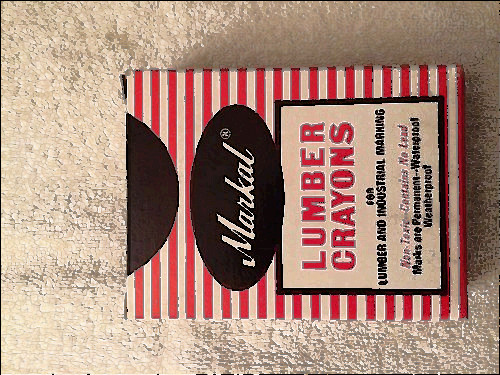 Markal®
LUMBER
CRAYONS
FOR
LUMBER AND INDUSTRIAL MARKING
Non-Toxic-Contains No Lead
Marks are Permanent-Waterproof
Weatherproof